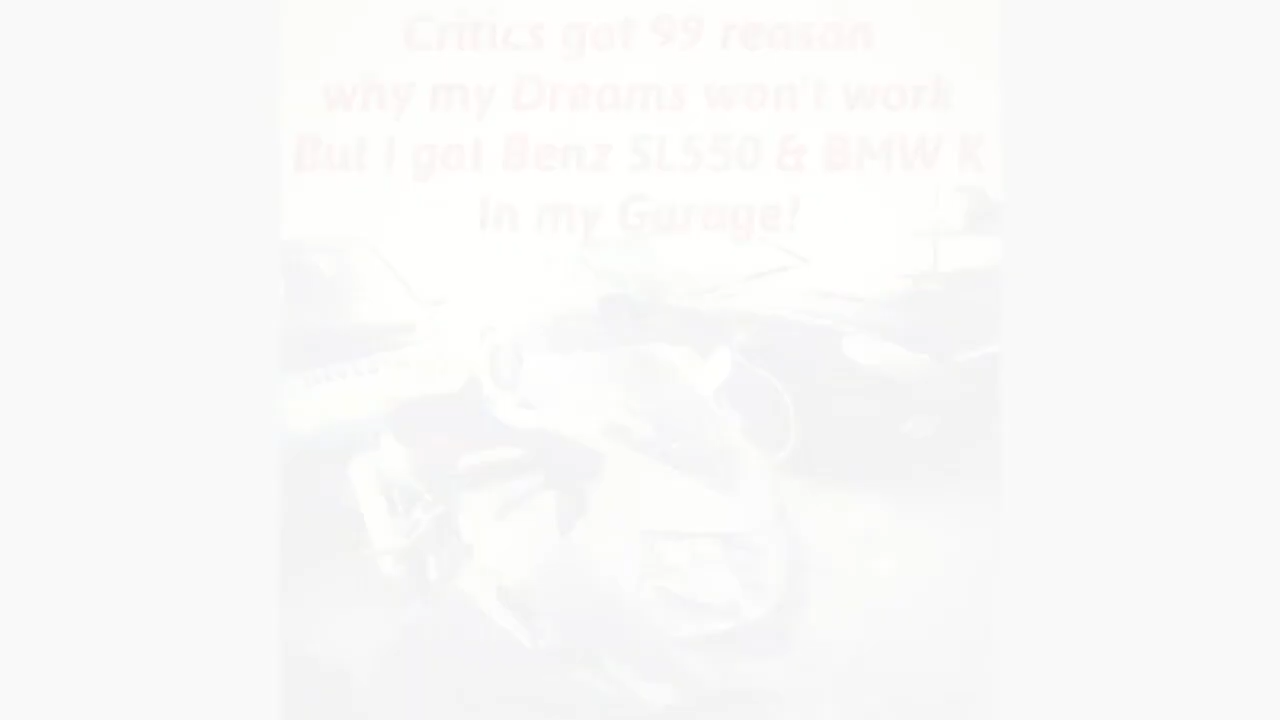 Critics got 99 reason
why my Dreams won't work
But I got Benz SL550 & BMW K
In my Garage!